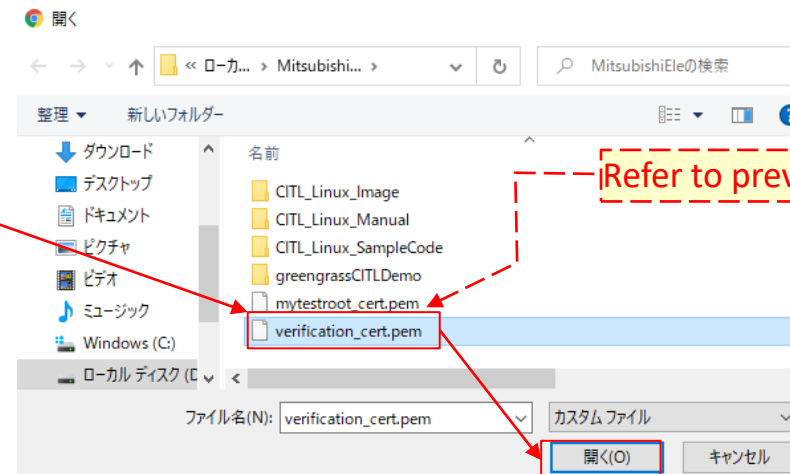 開く
« ローカ... › Mitsubishi... ›
MitsubishiEleの検索
整理
新しいフォルダー
ダウンロード
デスクトップ
ドキュメント
ピクチャ
ビデオ
ミュージック
Windows (C:)
ローカル ディスク (D
名前
CITL_Linux_Image
CITL_Linux_Manual
CITL_Linux_SampleCode
greengrassCITLDemo
mytestroot_cert.pem
verification_cert.pem
Refer to prev
ファイル名(N): verification_cert.pem
カスタム ファイル
開く(O)
キャンセル